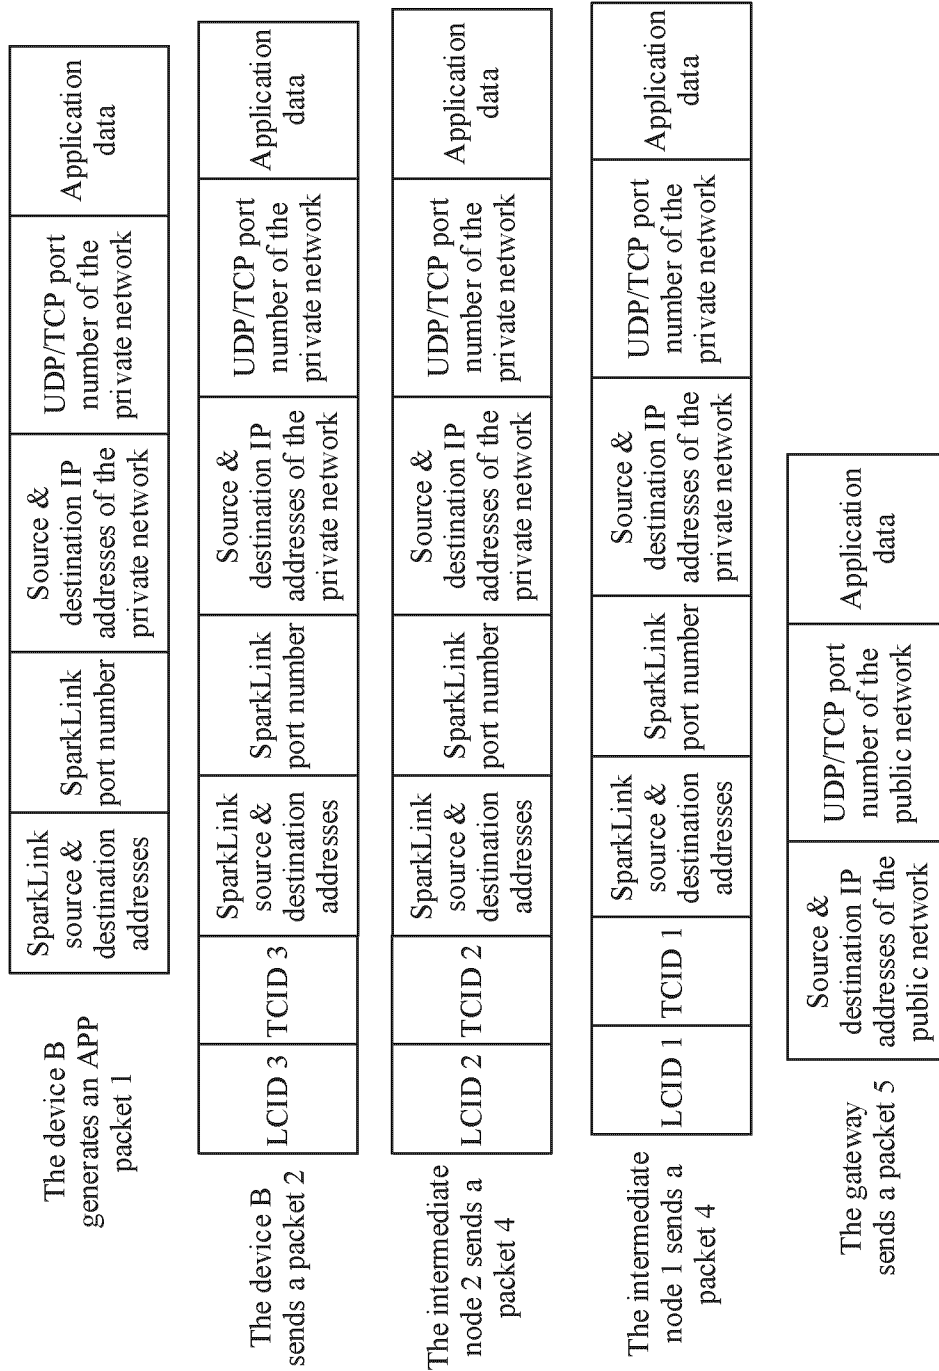 The device B
generates an APP
packet 1
SparkLink
source &
destination
addresses
SparkLink
port number
Source &
destination IP
addresses of the
private network
UDP/TCP port
number of the
private network
Application
data
The device B
sends a packet 2
LCID 3
TCID 3
SparkLink
source &
destination
addresses
SparkLink
port number
Source &
destination IP
addresses of the
private network
UDP/TCP port
number of the
private network
Application
data
The intermediate
node 2 sends a
packet 4
LCID 2
TCID 2
SparkLink
source &
destination
addresses
SparkLink
port number
Source &
destination IP
addresses of the
private network
UDP/TCP port
number of the
private network
Application
data
The intermediate
node 1 sends a
packet 4
LCID 1
TCID 1
SparkLink
source &
destination
addresses
SparkLink
port number
Source &
destination IP
addresses of the
private network
UDP/TCP port
number of the
private network
Application
data
The gateway
sends a packet 5
Source &
destination IP
addresses of the
public network
UDP/TCP port
number of the
public network
Application
data